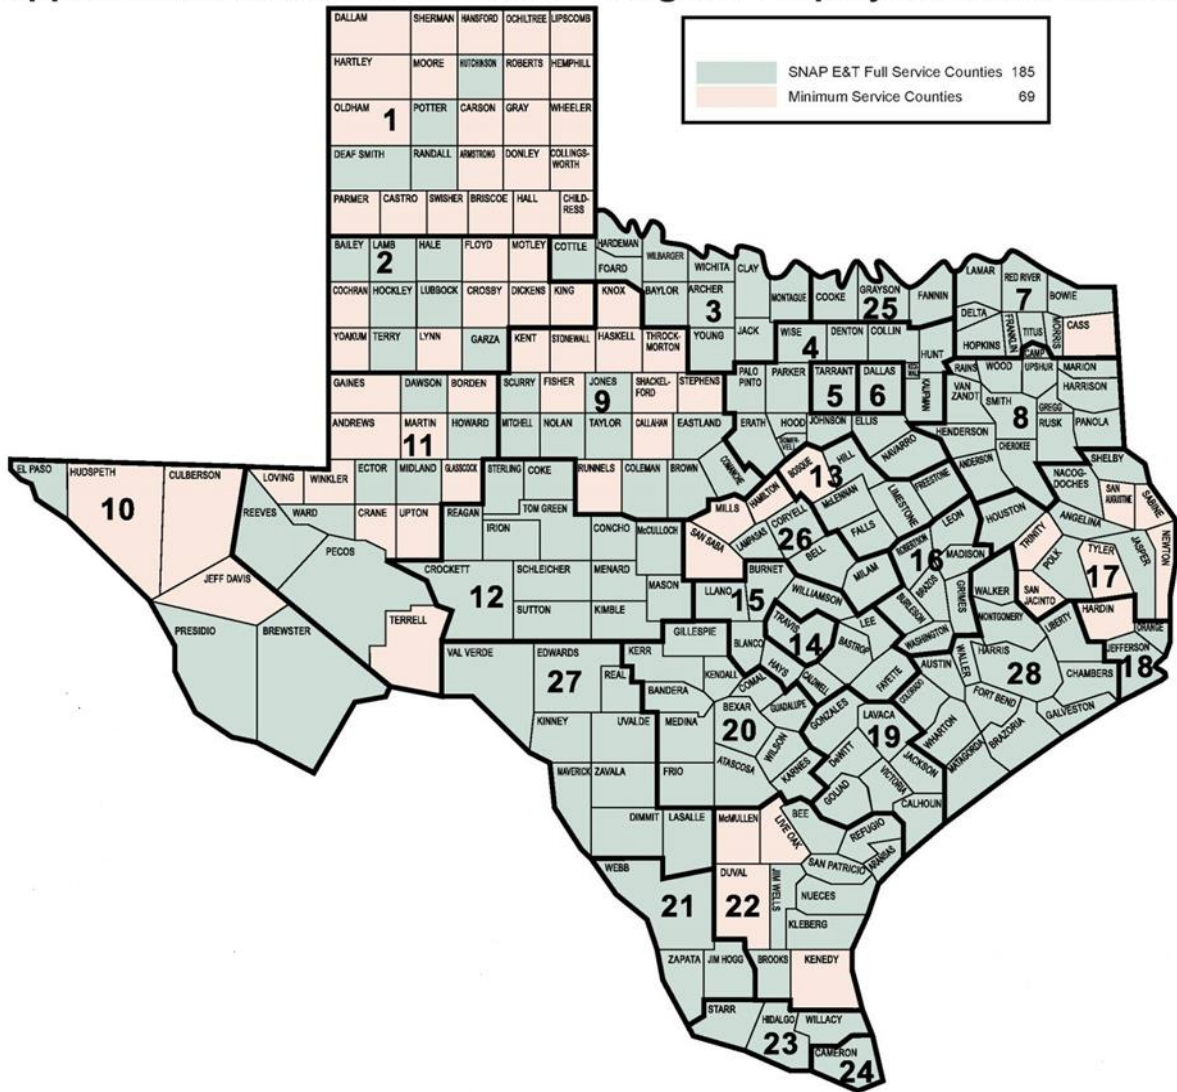 SNAP E&T Full Service Counties 185
Minimum Service Counties 69
DALLAM SHERMAN HANSFORD OCHILTREE LIPSCOMB
HARTLEY MOORE HUTCHINSON ROBERTS HEMPHILL
OLDHAM 1 POTTER CARSON GRAY WHEELER
DEAF SMITH RANDALL ARMSTRONG DONLEY COLLINGS-
WORTH
PARMER CASTRO SWISHER BRISCOE HALL CHILD-
RESS
BAILEY LAMB HALE FLOYD MOTLEY COTTLE HARDEMAN
2
FOARD WILBARGER WICHITA CLAY
COCHRAN HOCKLEY LUBBOCK CROSBY DICKENS KING KNOX BAYLOR ARCHER
3
MONTAGUE COOKE GRAYSON FANNIN
25
LAMAR RED RIVER BOWIE
7
DELTA FRANKLIN TITUS MORRIS CASS
HOPKINS
YOAKUM TERRY LYNN GARZA KENT STONEWALL HASKELL THROCK-
MORTON YOUNG JACK WISE DENTON COLLIN HUNT
4
CAMP
RAINS WOOD UPSHUR MARION
HARRISON
GAINES DAWSON BORDEN SCURRY FISHER JONES SHACKEL-
FORD STEPHENS PALO
PINTO PARKER TARRANT DALLAS KAUFMAN VAN
ZANDT
9
5 6
SMITH 8 GREGG
RUSK PANOLA
ANDREWS MARTIN HOWARD MITCHELL NOLAN TAYLOR CALLAHAN EASTLAND ERATH HOOD JOHNSON ELLIS
11
SOMER-
VELL
NAVARRO HENDERSON CHEROKEE ANDERSON
SHELBY
NACOG-
DOCHES
SAN
AUGUSTINE SABINE
EL PASO HUDSPETH CULBERSON LOVING WINKLER ECTOR MIDLAND GLASSCOCK STERLING COKE RUNNELS COLEMAN BROWN COMANCHE
10
BOSQUE HILL
13
HAMILTON McLENNAN LIMESTONE FREESTONE
REEVES WARD CRANE UPTON REAGAN TOM GREEN
IRION CONCHO McCULLOCH
MILLS SAN SABA LAMPASAS CORYELL
26
BELL FALLS
ROBERTSON LEON HOUSTON TRINITY ANGELINA
16
MADISON
POLK TYLER JASPER NEWTON
17
PECOS
JEFF DAVIS
CROCKETT SCHLEICHER MENARD MASON
12
SUTTON KIMBLE
LLANO BURNET
15
WILLIAMSON MILAM
BRAZOS GRIMES WALKER SAN
JACINTO
BURLESON
MONTGOMERY LIBERTY HARDIN
ORANGE
PRESIDIO BREWSTER TERRELL
VAL VERDE EDWARDS KERR GILLESPIE BLANCO TRAVIS
14
BASTROP LEE WASHINGTON
27
REAL
BANDERA KENDALL COMAL HAYS CALDWELL FAYETTE AUSTIN WALLER HARRIS CHAMBERS JEFFERSON
18
28
KINNEY UVALDE MEDINA BEXAR GUADALUPE GONZALES LAVACA COLORADO FORT BEND GALVESTON
20 19
WILSON WHARTON BRAZORIA
MAVERICK ZAVALA FRIO ATASCOSA KARNES DeWITT JACKSON MATAGORDA
VICTORIA
GOLIAD CALHOUN
DIMMIT LASALLE McMULLEN LIVE OAK BEE REFUGIO
ARANSAS
SAN PATRICIO
WEBB DUVAL JIM WELLS NUECES
21 22
KLEBERG
ZAPATA JIM HOGG BROOKS KENEDY
STARR HIDALGO WILLACY
23
CAMERON
24